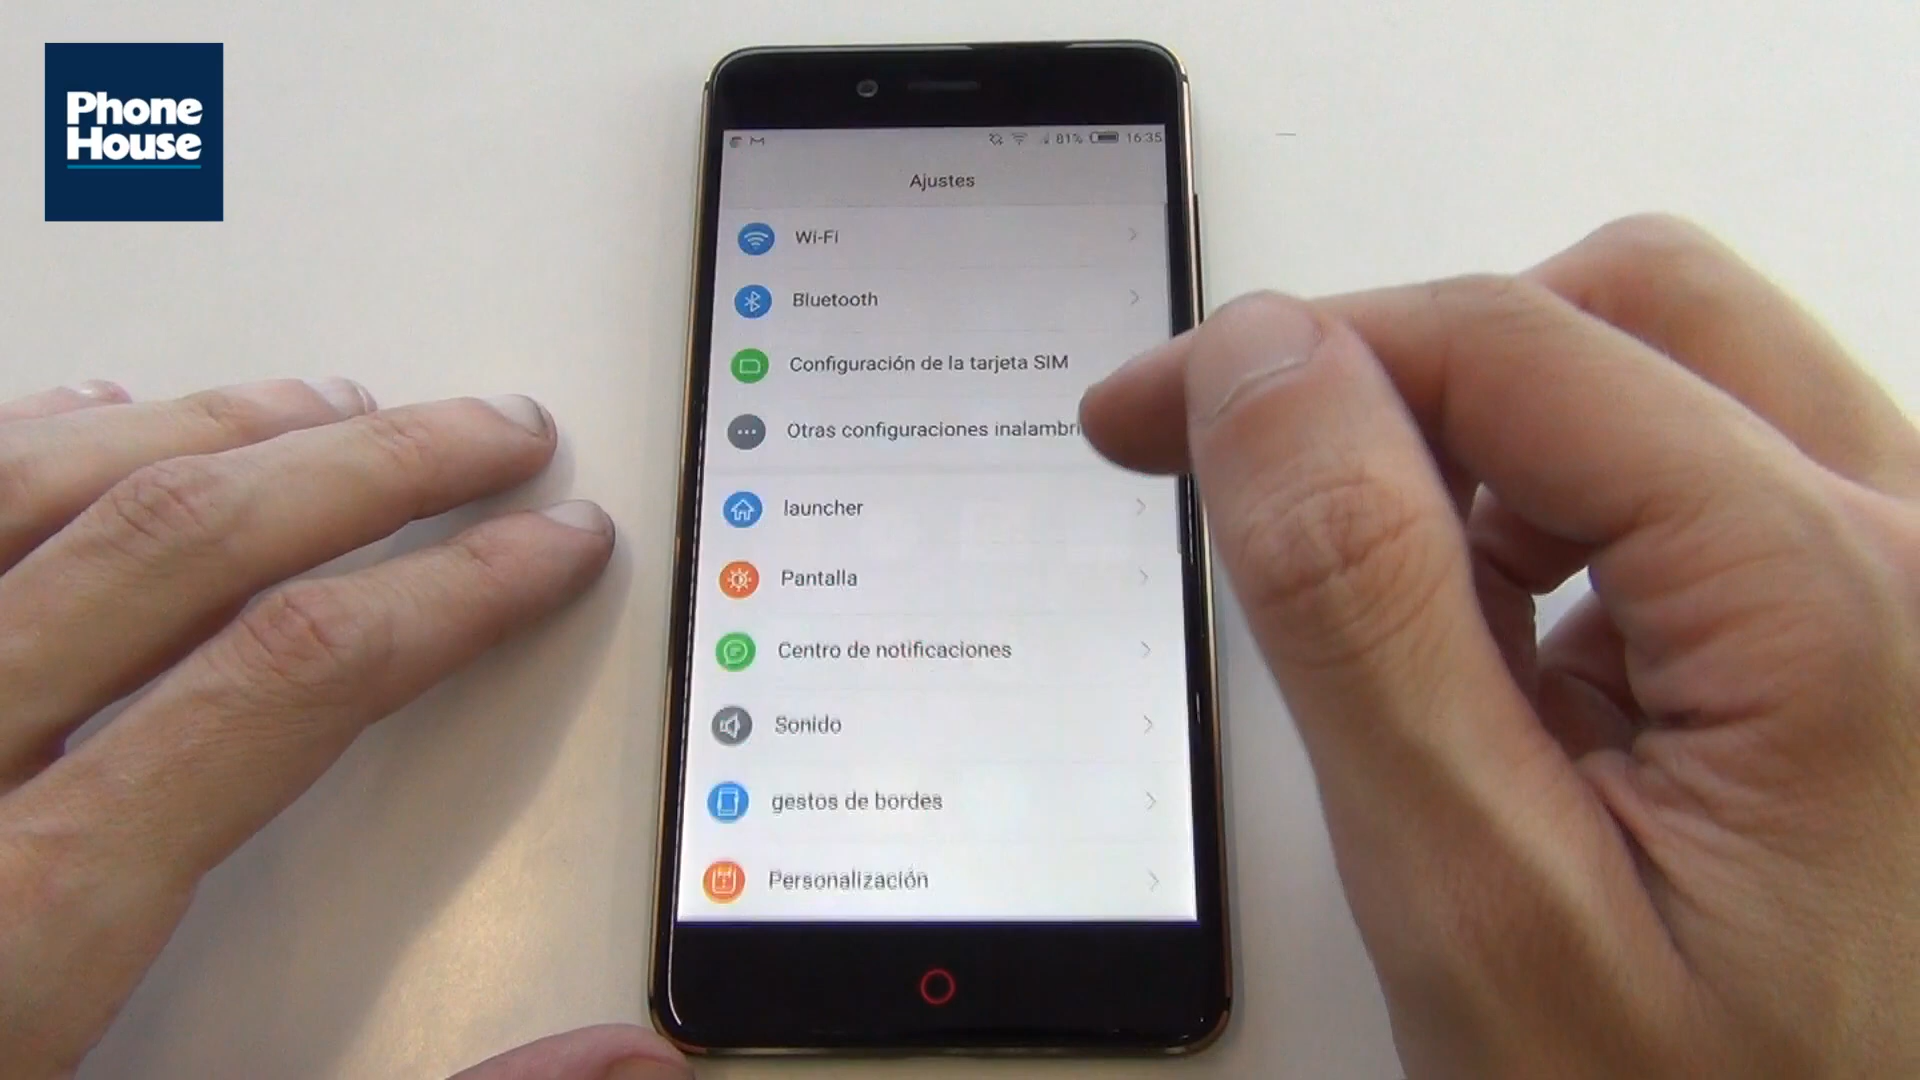 Phone
House
81% 16:35
Ajustes
Wi-Fi
Bluetooth
Configuración de la tarjeta SIM
Otras configuraciones inalambri
launcher
Pantalla
Centro de notificaciones
Sonido
gestos de bordes
Personalización